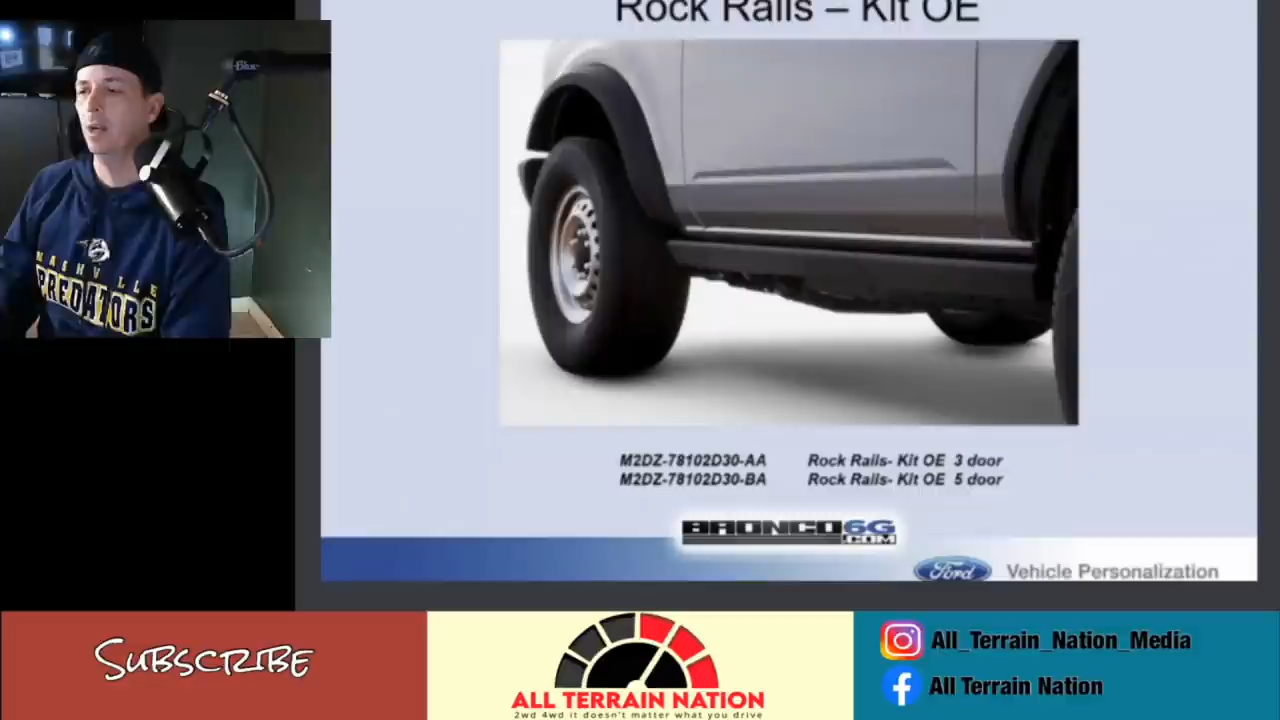 Rock Rails – Kit OE
Blue
NASHVILLE
PREDATORS
M2DZ-78102D30-AA Rock Rails- Kit OE 3 door
M2DZ-78102D30-BA Rock Rails- Kit OE 5 door
BRONCO6G
.COM
Ford Vehicle Personalization
SUBSCRIBE
ALL TERRAIN NATION
2wd 4wd it doesn't matter what you drive
All_Terrain_Nation_Media
All Terrain Nation